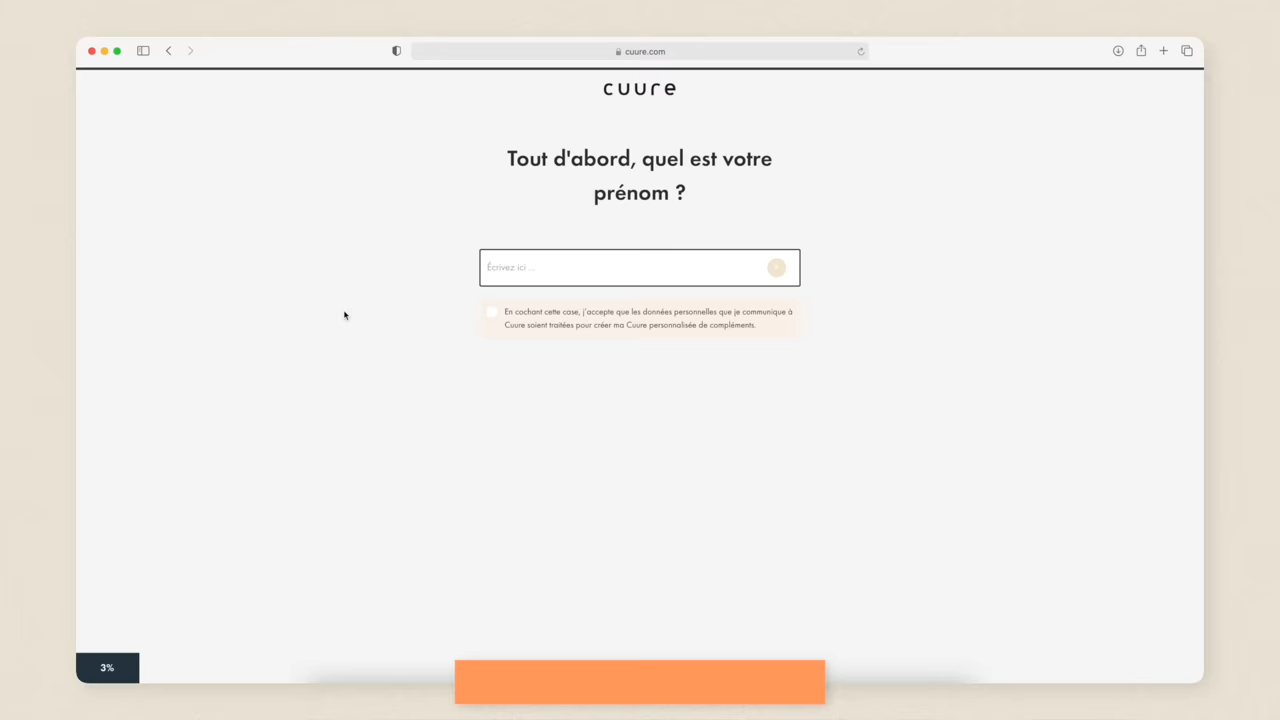 cuure.com
cuure
Tout d'abord, quel est votre
prénom ?
Écrivez ici ...
En cochant cette case, j'accepte que les données personnelles que je communique à
Cuure soient traitées pour créer ma Cuure personnalisée de compléments.
3%